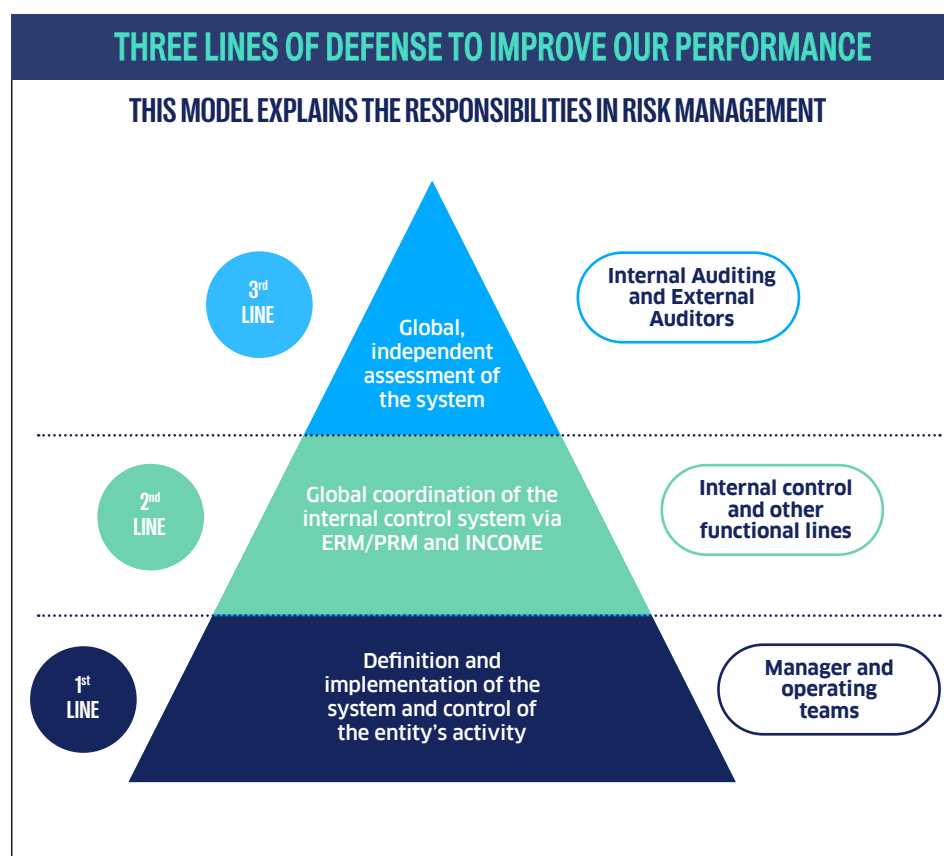 THREE LINES OF DEFENSE TO IMPROVE OUR PERFORMANCE
THIS MODEL EXPLAINS THE RESPONSIBILITIES IN RISK MANAGEMENT
3rd
LINE
Global,
independent
assessment of
the system
Internal Auditing
and External
Auditors
2nd
LINE
Global coordination of the
internal control system via
ERM/PRM and INCOME
Internal control
and other
functional lines
1st
LINE
Definition and
implementation of the
system and control of
the entity's activity
Manager and
operating
teams